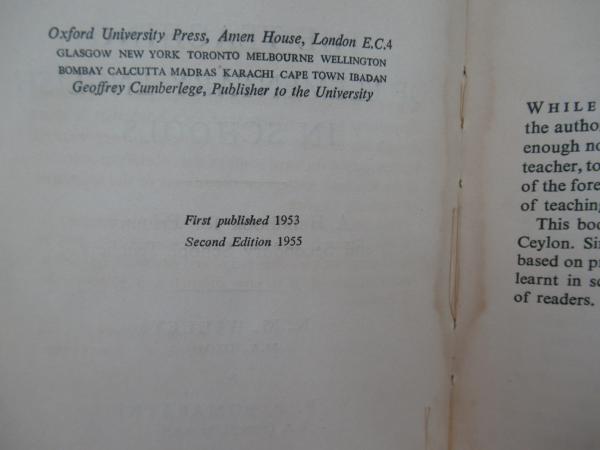 Oxford University Press, Amen House, London E.C.4
GLASGOW NEW YORK TORONTO MELBOURNE WELLINGTON
BOMBAY CALCUTTA MADRAS KARACHI CAPE TOWN IBADAN
Geoffrey Cumberlege, Publisher to the University
First published 1953
Second Edition 1955
WHILE
the autho
enough no
teacher, to
of the fore
of teaching
This boo
Ceylon. Si
based on p
learnt in s
of readers.
IN SCHOOLS